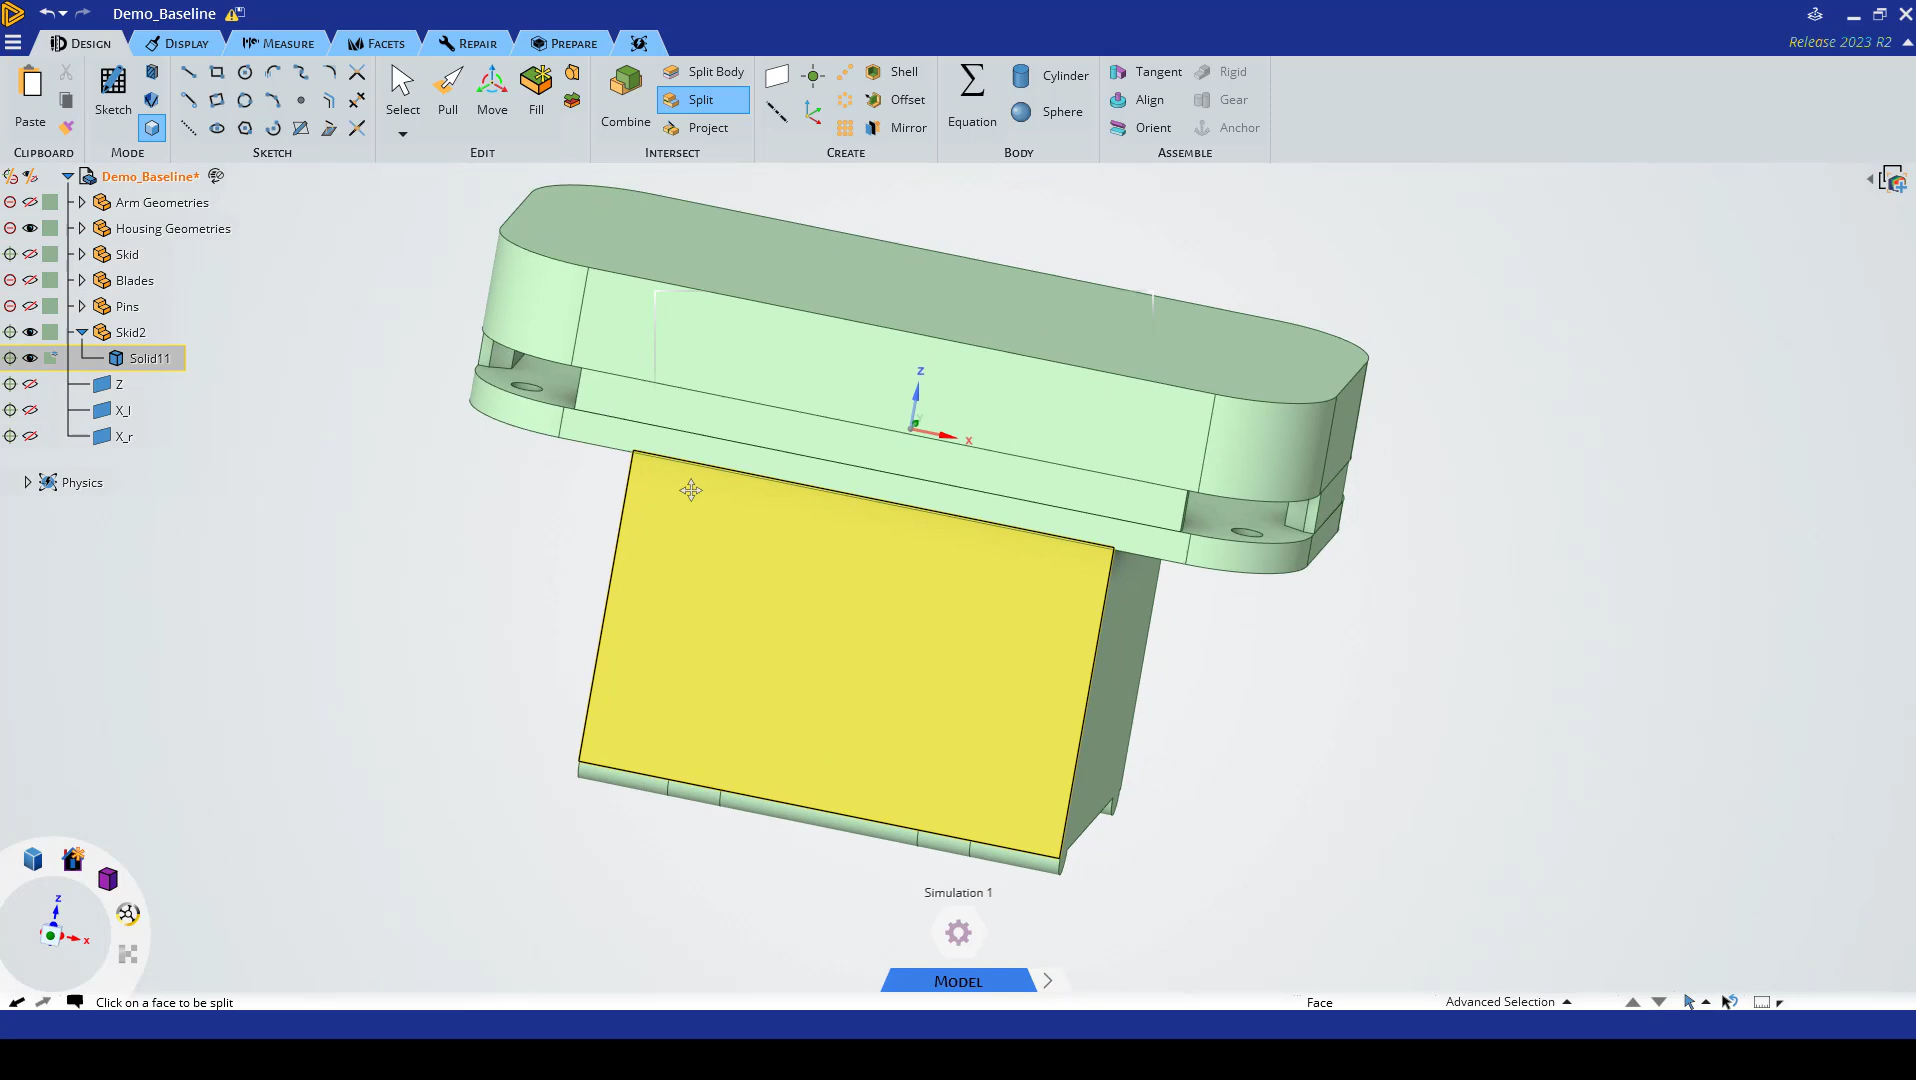 Demo_Baseline
DESIGN DISPLAY MEASURE FACETS REPAIR PREPARE
Release 2023 R2
Paste
CLIPBOARD
Sketch
MODE
SKETCH
Select Pull Move Fill
EDIT
Combine
Split Body
Split
Project
INTERSECT
Shell
Offset
Mirror
CREATE
Equation
Cylinder
Sphere
BODY
Tangent Rigid
Align Gear
Orient Anchor
ASSEMBLE
Demo_Baseline*
Arm Geometries
Housing Geometries
Skid
Blades
Pins
Skid2
Solid11
Z
X_l
X_r
Physics
z
x
z
x
Simulation 1
MODEL
Click on a face to be split
Face
Advanced Selection